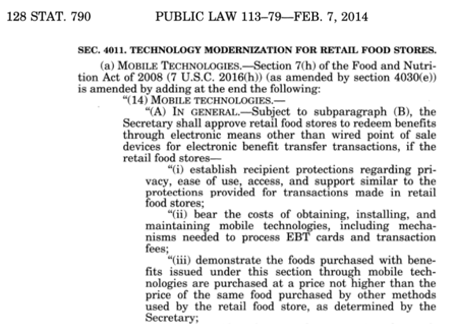 128 STAT. 790 PUBLIC LAW 113–79—FEB. 7, 2014
SEC. 4011. TECHNOLOGY MODERNIZATION FOR RETAIL FOOD STORES.
(a) MOBILE TECHNOLOGIES.—Section 7(h) of the Food and Nutri-
tion Act of 2008 (7 U.S.C. 2016(h)) (as amended by section 4030(e))
is amended by adding at the end the following:
“(14) MOBILE TECHNOLOGIES.—
“(A) IN GENERAL.—Subject to subparagraph (B), the
Secretary shall approve retail food stores to redeem benefits
through electronic means other than wired point of sale
devices for electronic benefit transfer transactions, if the
retail food stores—
“(i) establish recipient protections regarding pri-
vacy, ease of use, access, and support similar to the
protections provided for transactions made in retail
food stores;
“(ii) bear the costs of obtaining, installing, and
maintaining mobile technologies, including mecha-
nisms needed to process EBT cards and transaction
fees;
“(iii) demonstrate the foods purchased with bene-
fits issued under this section through mobile tech-
nologies are purchased at a price not higher than the
price of the same food purchased by other methods
used by the retail food store, as determined by the
Secretary;